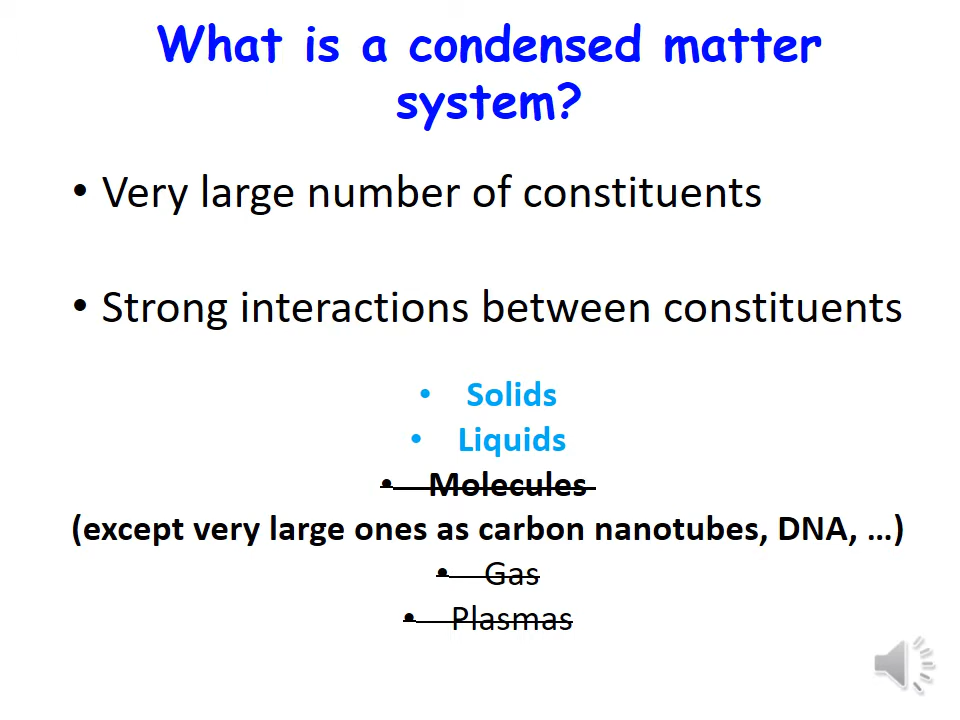 What is a condensed matter
system?
• Very large number of constituents
• Strong interactions between constituents
• Solids
• Liquids
• Molecules
(except very large ones as carbon nanotubes, DNA, …)
• Gas
• Plasmas